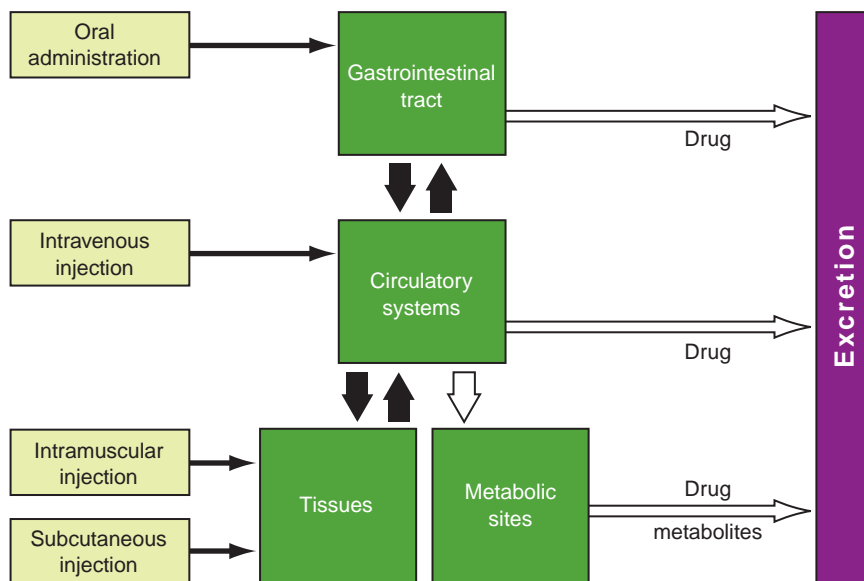 Oral
administration
Gastrointestinal
tract
Drug
Intravenous
injection
Circulatory
systems
Drug
Excretion
Intramuscular
injection
Subcutaneous
injection
Tissues
Metabolic
sites
Drug
metabolites